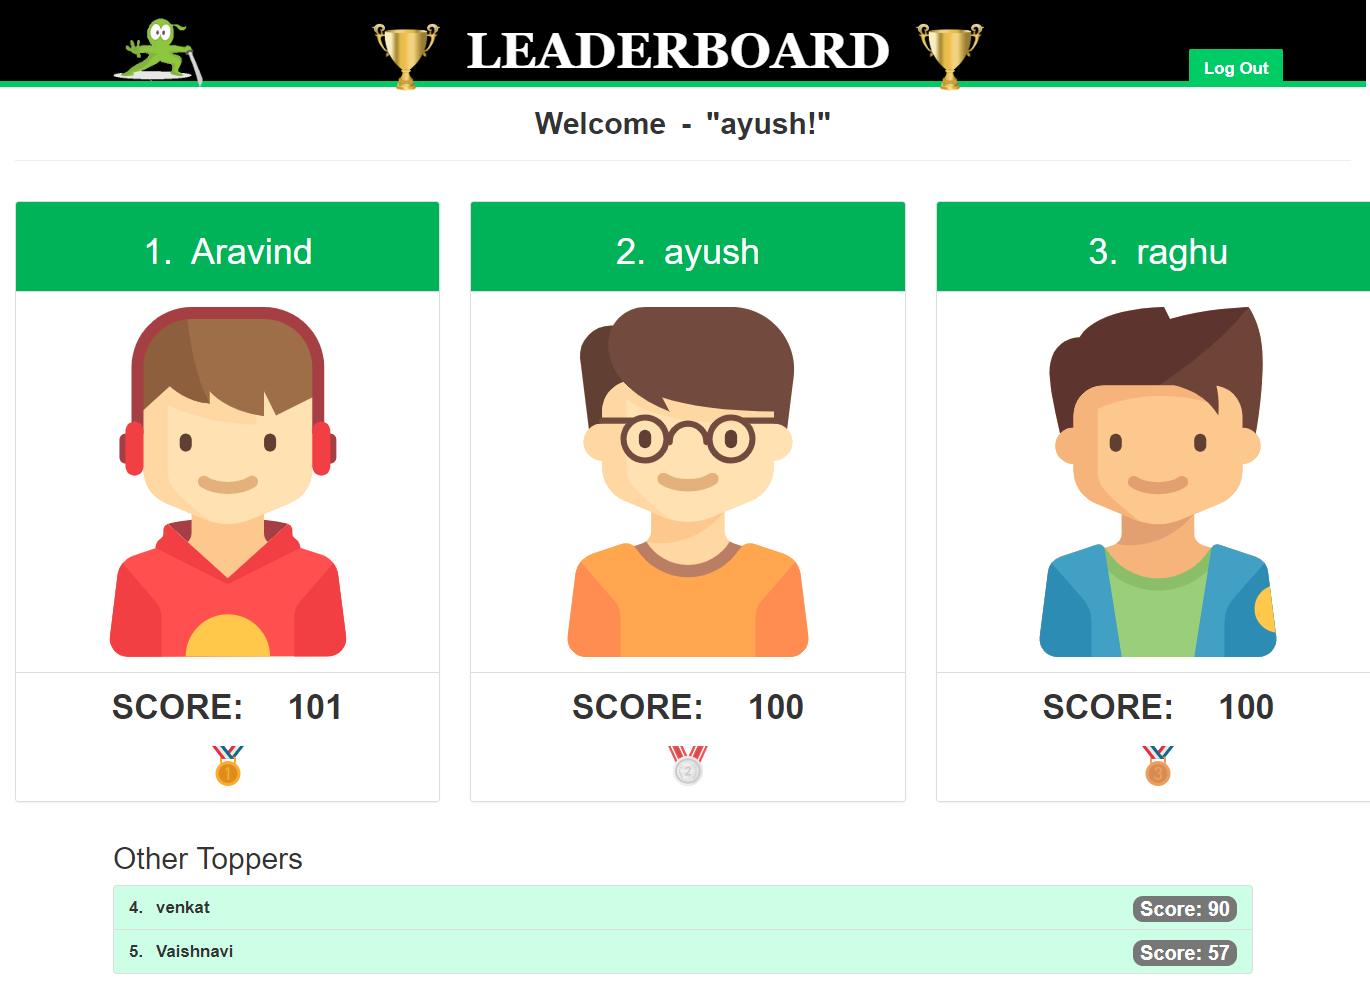 LEADERBOARD
Log Out
Welcome - "ayush!"
1. Aravind
2. ayush
3. raghu
SCORE: 101
SCORE: 100
SCORE: 100
1
2
3
Other Toppers
4. venkat Score: 90
5. Vaishnavi Score: 57